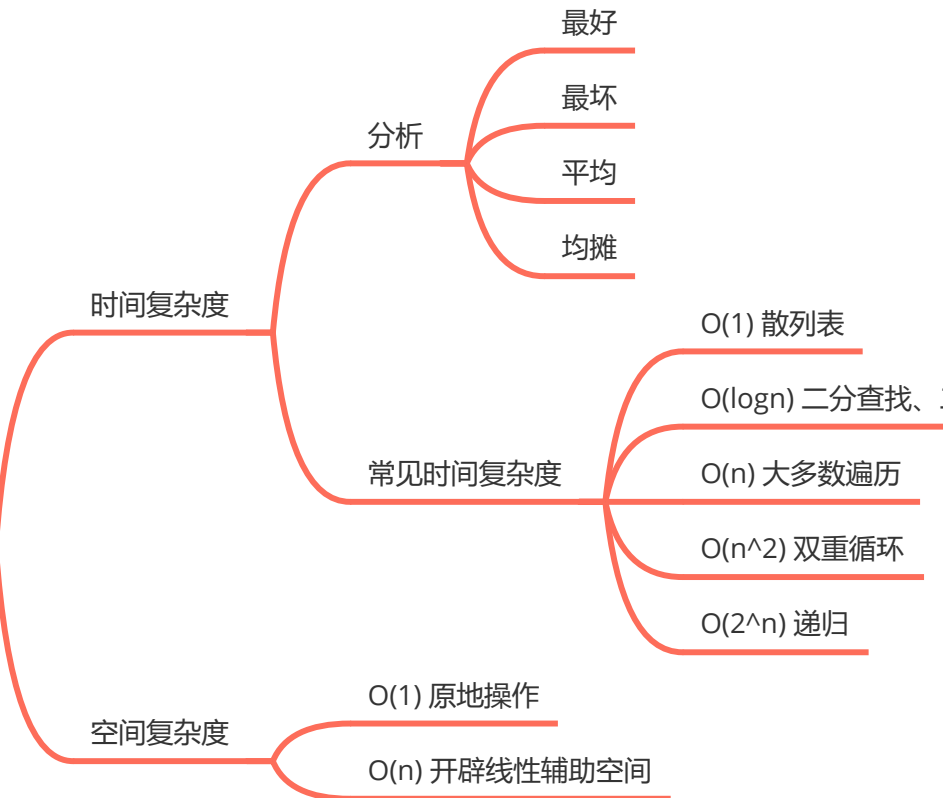 时间复杂度
分析
最好
最坏
平均
均摊
常见时间复杂度
O(1) 散列表
O(logn) 二分查找、
O(n) 大多数遍历
O(n^2) 双重循环
O(2^n) 递归
空间复杂度
O(1) 原地操作
O(n) 开辟线性辅助空间